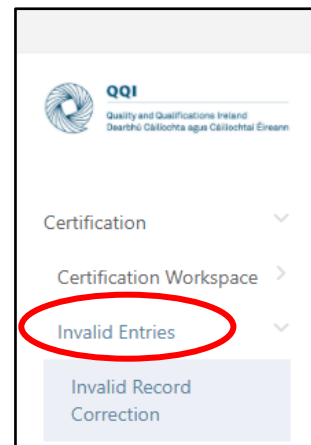 QQI
Quality and Qualifications Ireland
Dearbhú Cáilíochta agus Cáilíochtaí Éireann
Certification
Certification Workspace
Invalid Entries
Invalid Record
Correction